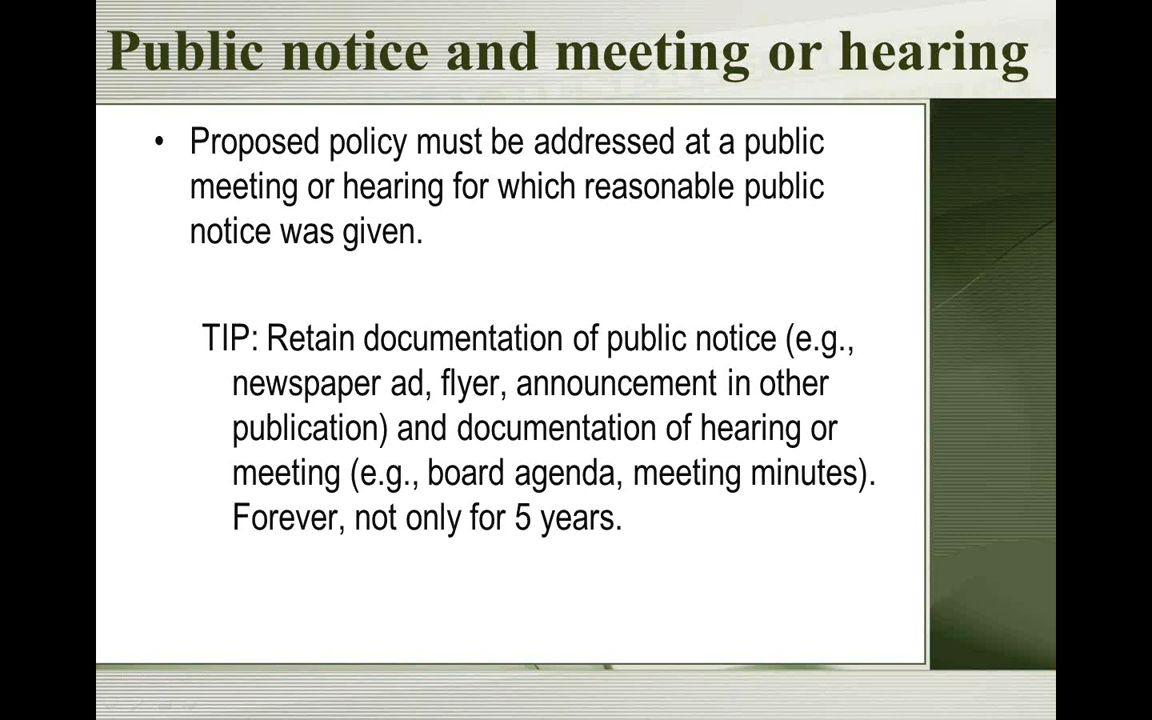 Public notice and meeting or hearing
• Proposed policy must be addressed at a public
meeting or hearing for which reasonable public
notice was given.
TIP: Retain documentation of public notice (e.g.,
newspaper ad, flyer, announcement in other
publication) and documentation of hearing or
meeting (e.g., board agenda, meeting minutes).
Forever, not only for 5 years.